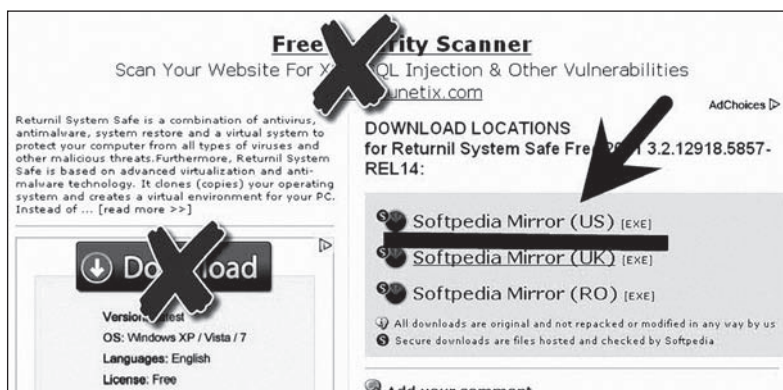 Free ity Scanner
Scan Your Website For QL Injection & Other Vulnerabilities
unetix.com
AdChoices
Returnil System Safe is a combination of antivirus,
antimalware, system restore and a virtual system to
protect your computer from all types of viruses and
other malicious threats.Furthermore, Returnil System
Safe is based on advanced virtualization and anti-
malware technology. It clones (copies) your operating
system and creates a virtual environment for your PC.
Instead of ... [read more >>]
Do oad
Version
OS: Windows XP / Vista / 7
Languages: English
License: Free
DOWNLOAD LOCATIONS
for Returnil System Safe Free 3.2.12918.5857-
REL14:
S Softpedia Mirror (US) [EXE]
S Softpedia Mirror (UK) [EXE]
S Softpedia Mirror (RO) [EXE]
All downloads are original and not repacked or modified in any way by us
S Secure downloads are files hosted and checked by Softpedia
Add your comment